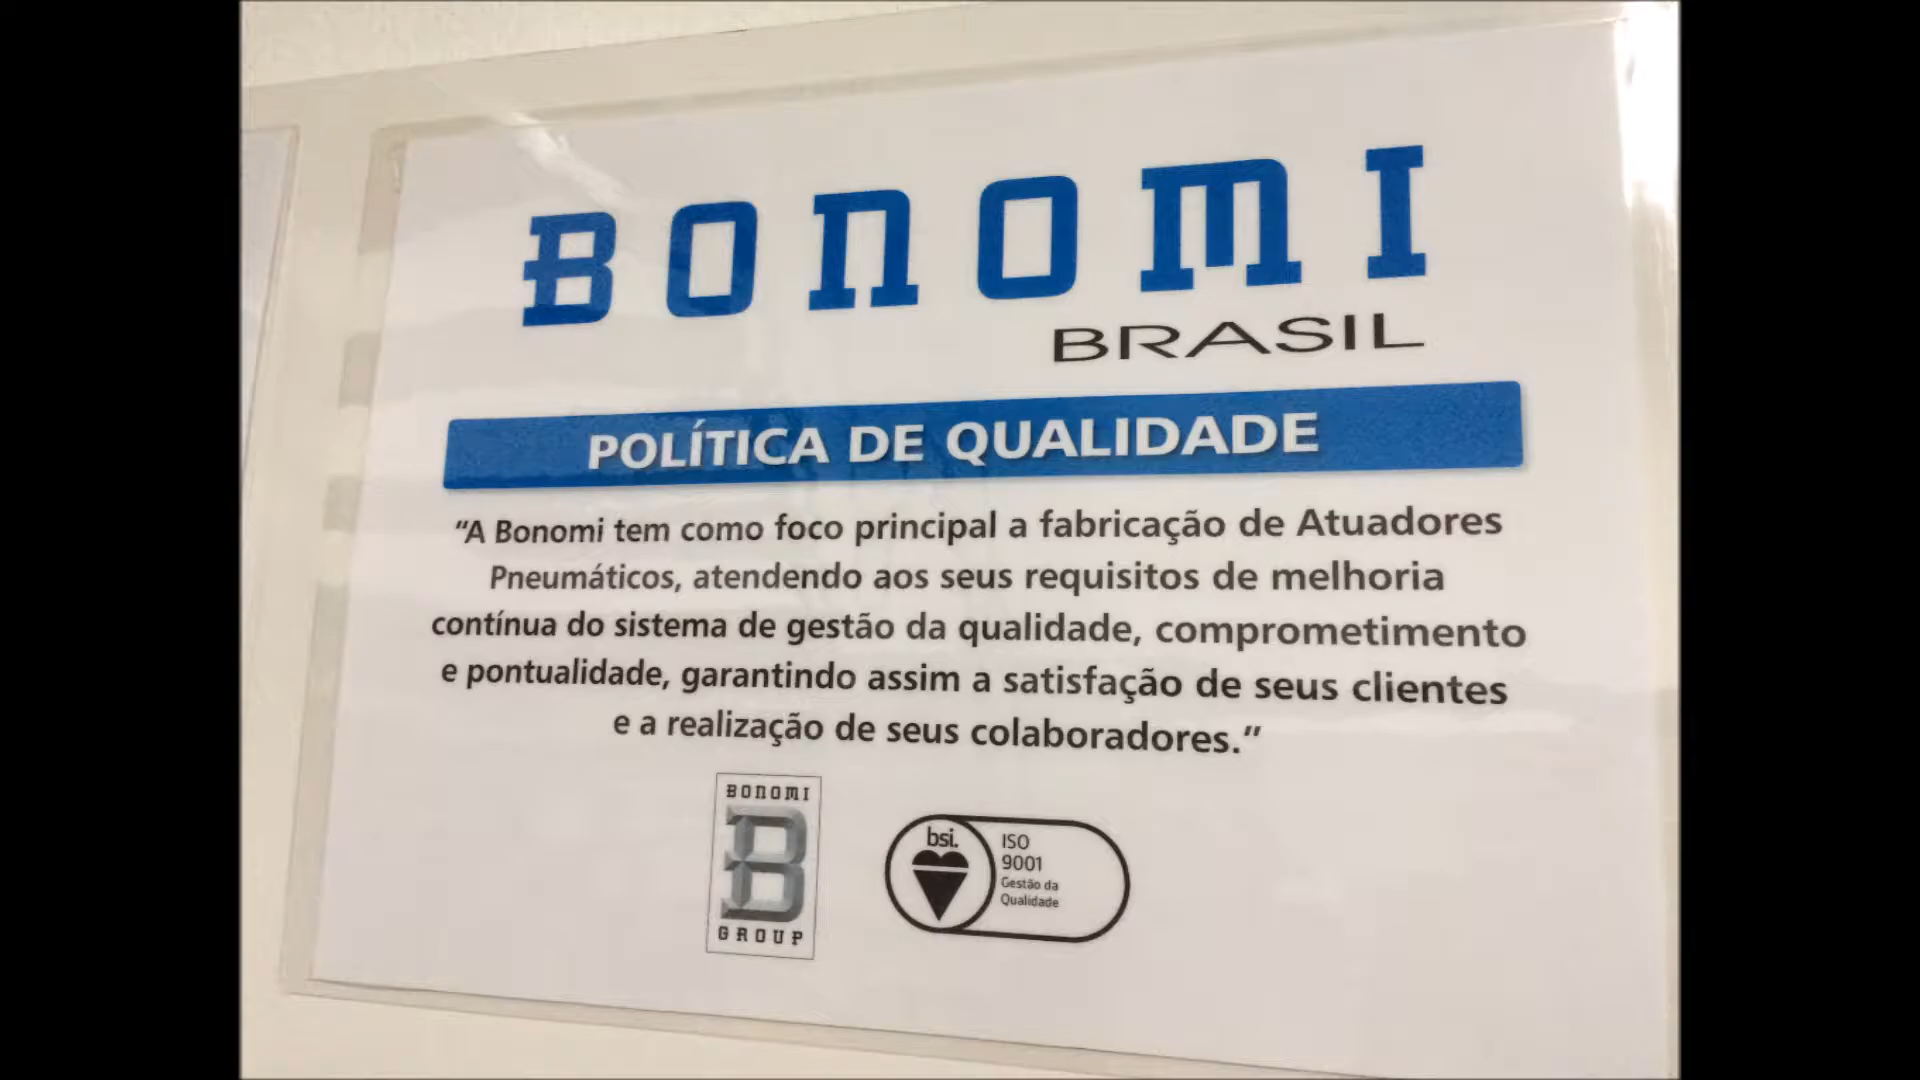 BONOMI
BRASIL
POLÍTICA DE QUALIDADE
“A Bonomi tem como foco principal a fabricação de Atuadores
Pneumáticos, atendendo aos seus requisitos de melhoria
contínua do sistema de gestão da qualidade, comprometimento
e pontualidade, garantindo assim a satisfação de seus clientes
e a realização de seus colaboradores.”
BONOMI
B
GROUP
bsi.
ISO
9001
Gestão da
Qualidade